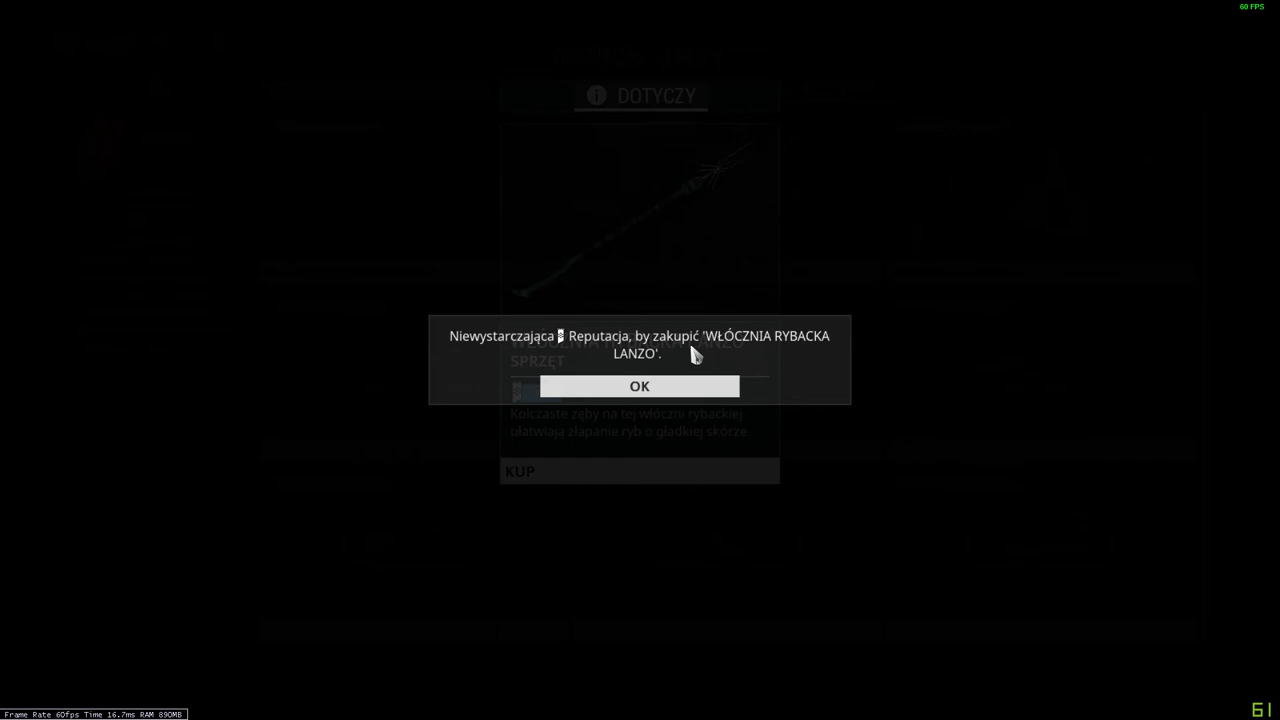 60 FPS
DOTYCZY
Niewystarczająca Reputacja, by zakupić 'WŁÓCZNIA RYBACKA
LANZO'.
SPRZĘT
OK
Kolczaste zęby na tej włóczni rybackiej
ułatwiają złapanie ryb o gładkiej skórze
KUP
Frame Rate 60fps Time 16.7ms RAM 890MB
61